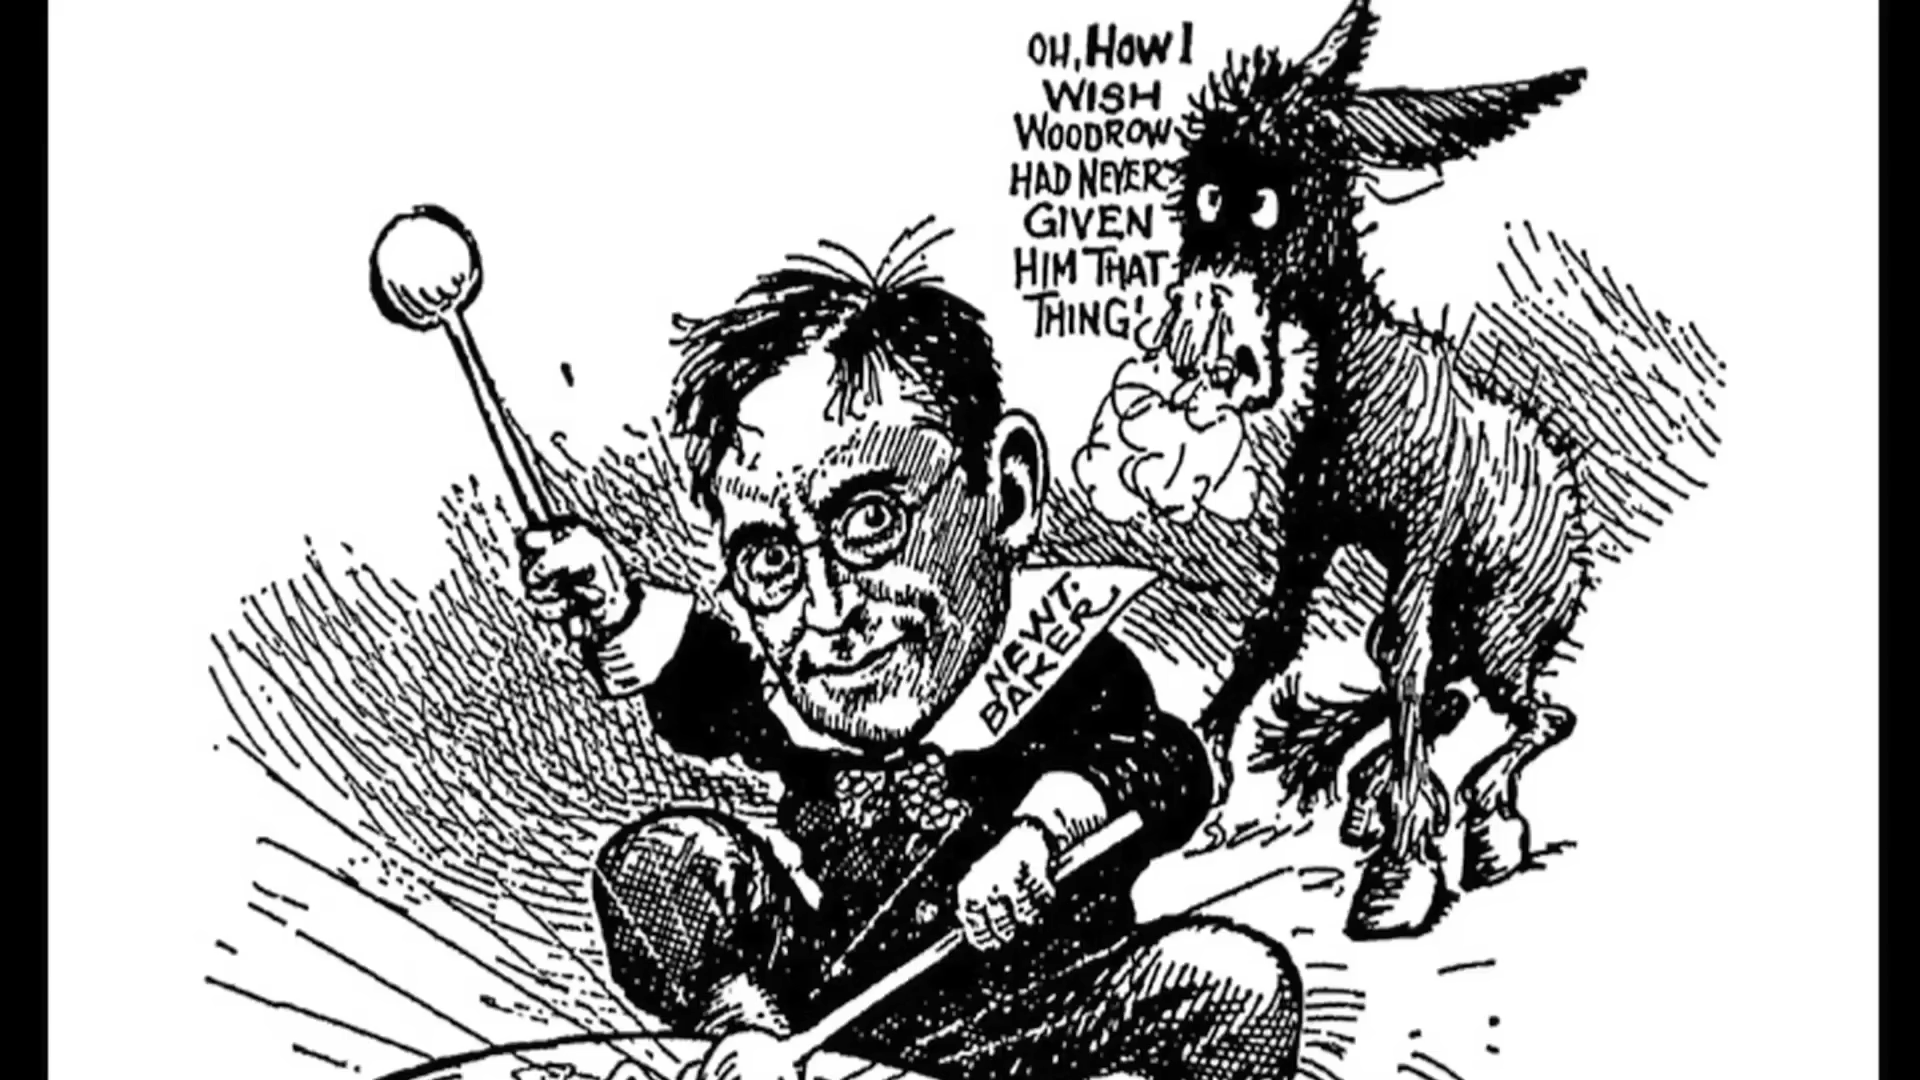 OH, HOW I
WISH
WOODROW
HAD NEVER
GIVEN
HIM THAT
THING!
NEWT.
BAKER